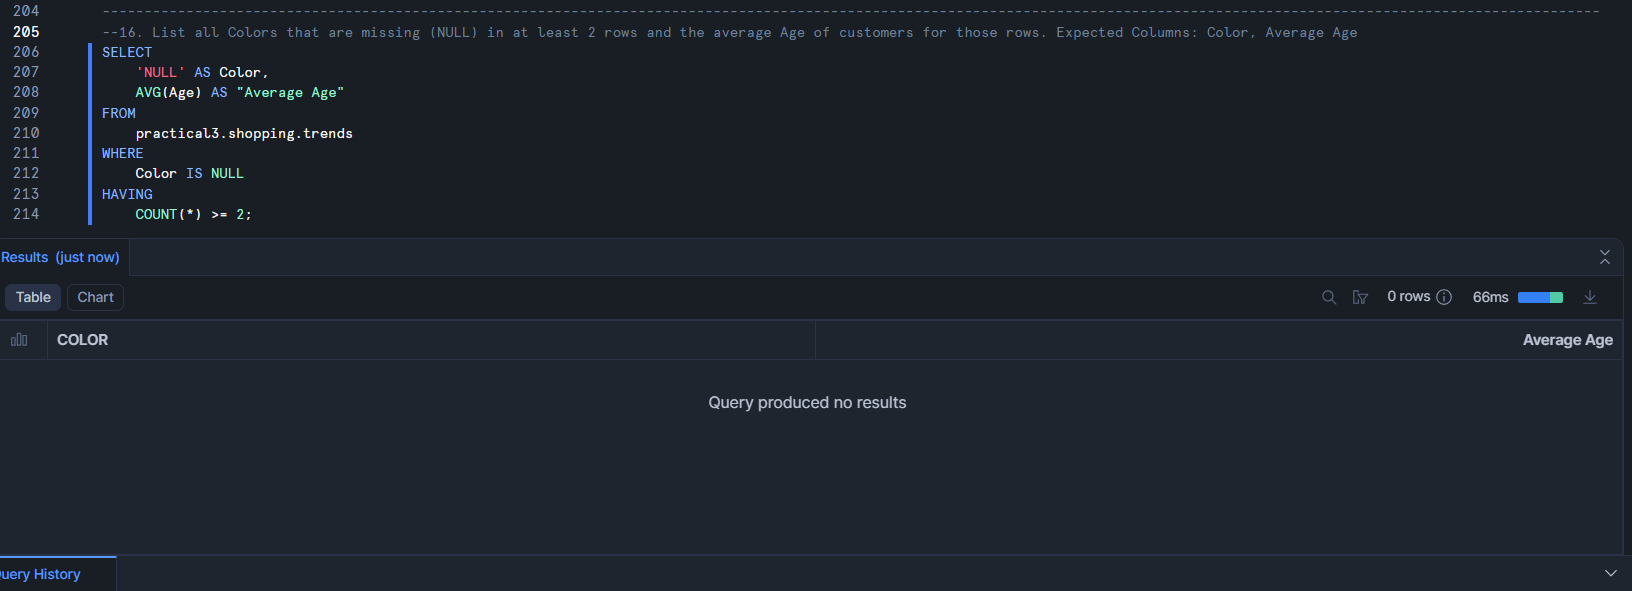 204 ----------------------------------------------------------------------------------------------------------------------------------------------------------------------------------
205 --16. List all Colors that are missing (NULL) in at least 2 rows and the average Age of customers for those rows. Expected Columns: Color, Average Age
206 SELECT
207 'NULL' AS Color,
208 AVG(Age) AS "Average Age"
209 FROM
210 practical3.shopping.trends
211 WHERE
212 Color IS NULL
213 HAVING
214 COUNT(*) >= 2;
Results (just now)
Table Chart 0 rows 66ms
COLOR Average Age
Query produced no results
uery History